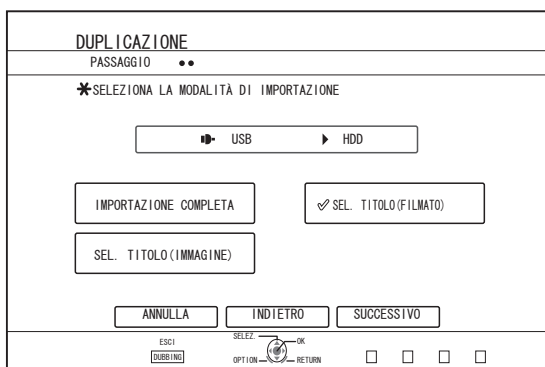 DUPLICAZIONE
PASSAGGIO
SELEZIONA LA MODALITÀ DI IMPORTAZIONE
USB HDD
IMPORTAZIONE COMPLETA
SEL. TITOLO(FILMATO)
SEL. TITOLO(IMMAGINE)
ANNULLA INDIETRO SUCCESSIVO
ESCI
DUBBING
SELEZ.
OK
OPTION
RETURN